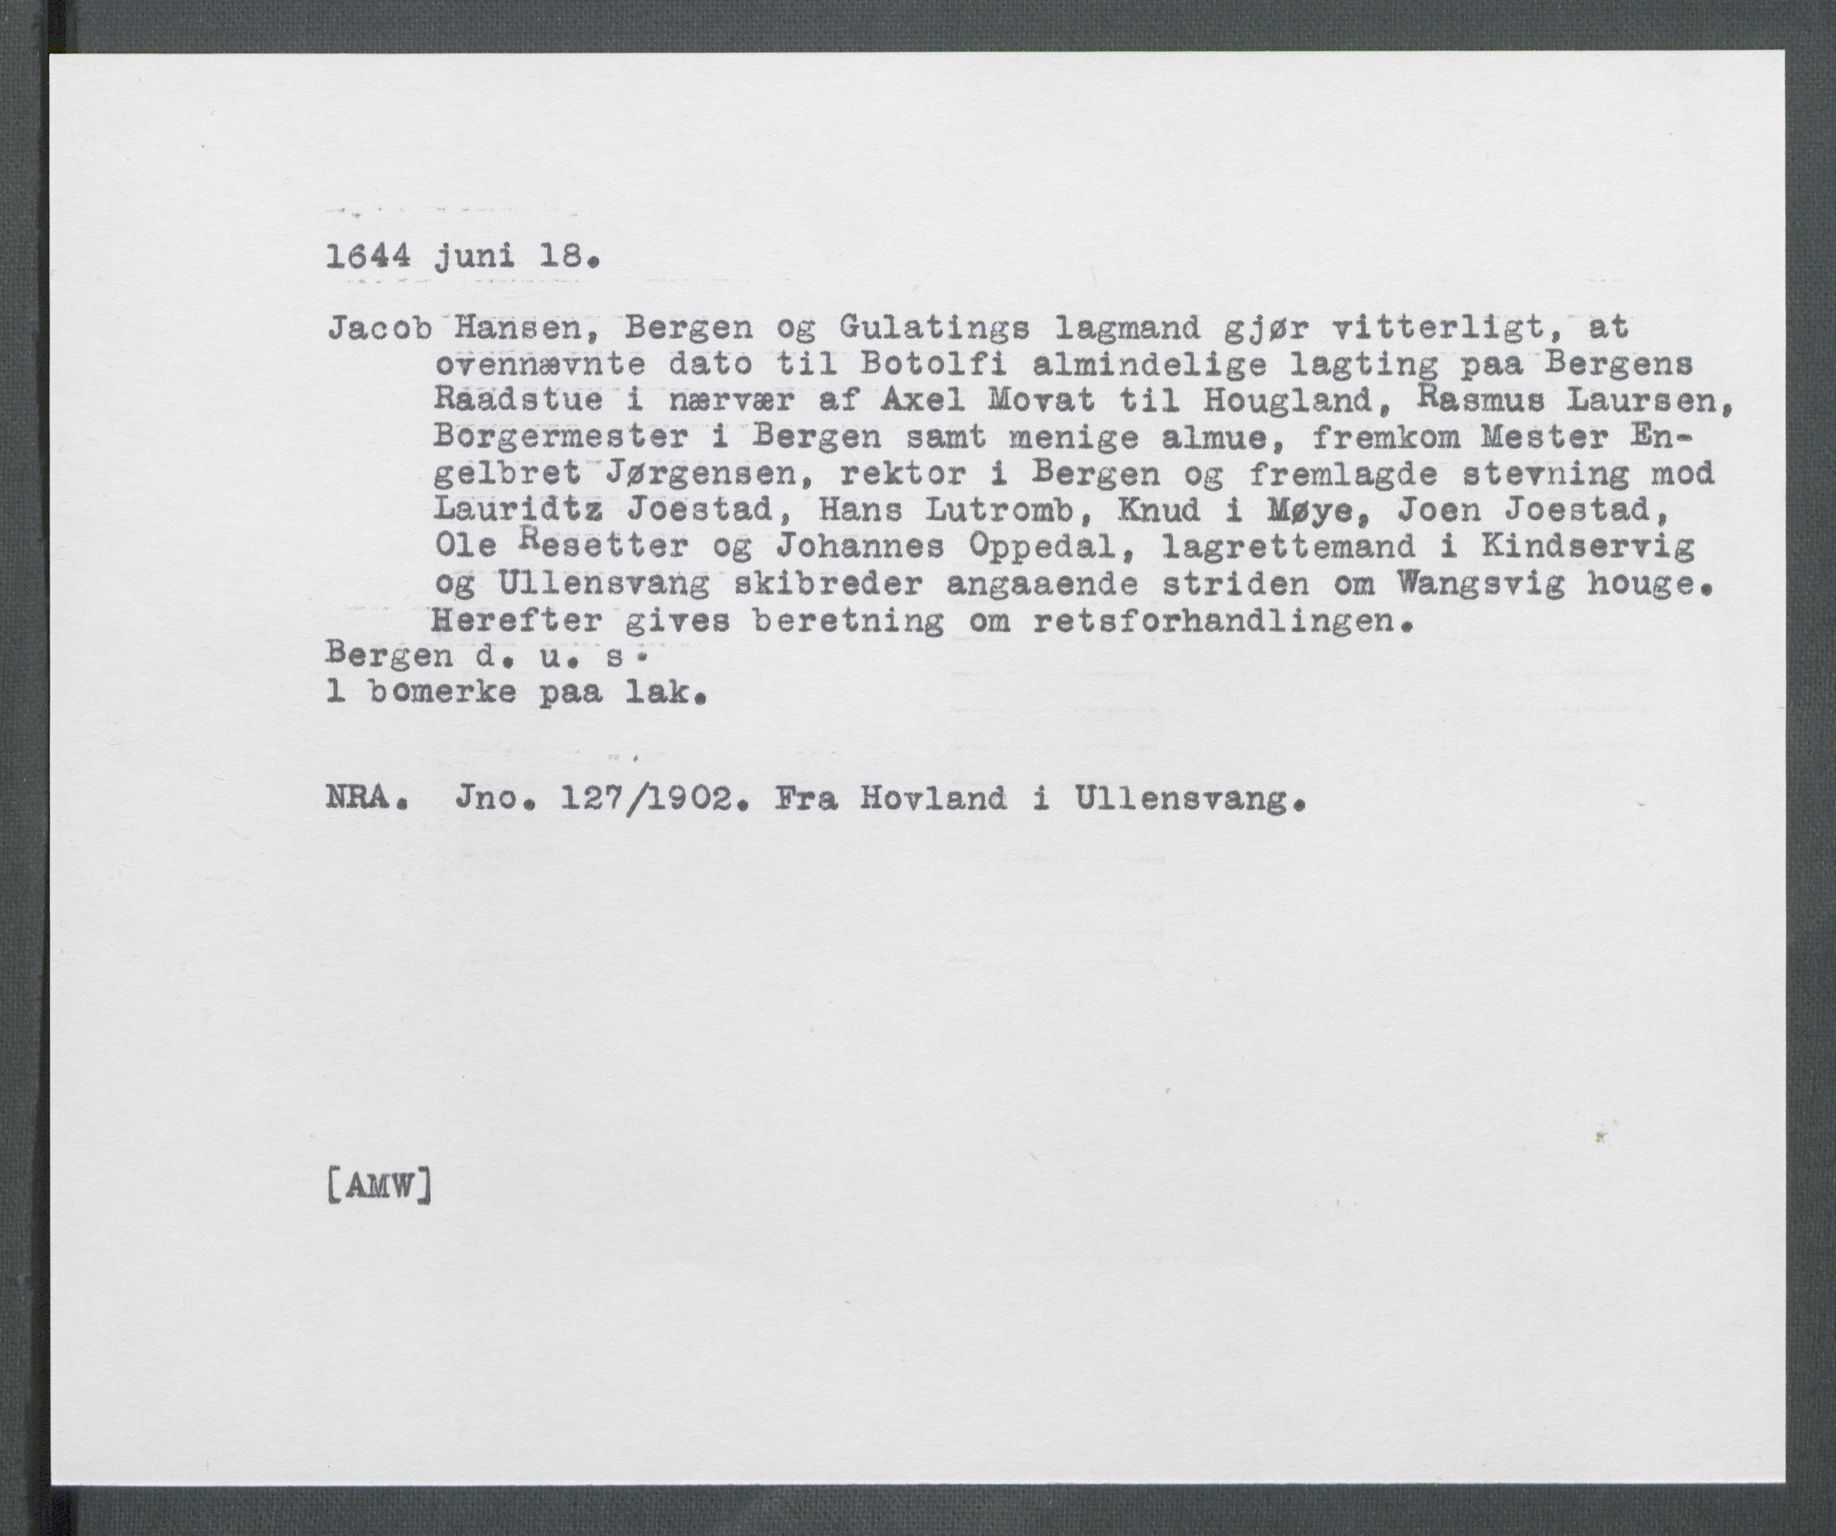 1644 juni 18.
Jacob Hansen, Bergen og Gulatings lagmand gjør vitterligt, at
ovennævnte dato til Botolfi almindelige lagting paa Bergens
Raadstue i nærvær af Axel Movat til Hougland, Rasmus Laursen,
Borgermester i Bergen samt menige almue, fremkom Mester En-
gelbret Jørgensen, rektor i Bergen og fremlagde stevning mod
Lauridtz Joestad, Hans Lutromb, Knud i Møye, Joen Joestad,
Ole Resetter og Johannes Oppedal, lagrettemand i Kindservig
og Ullensvang skibreder angaaende striden om Wangsvig houge.
Herefter gives beretning om retsforhandlingen.
Bergen d. u. s.
1 bomerke paa lak.
NRA. Jno. 127/1902. Fra Hovland i Ullensvang.
[AMW]